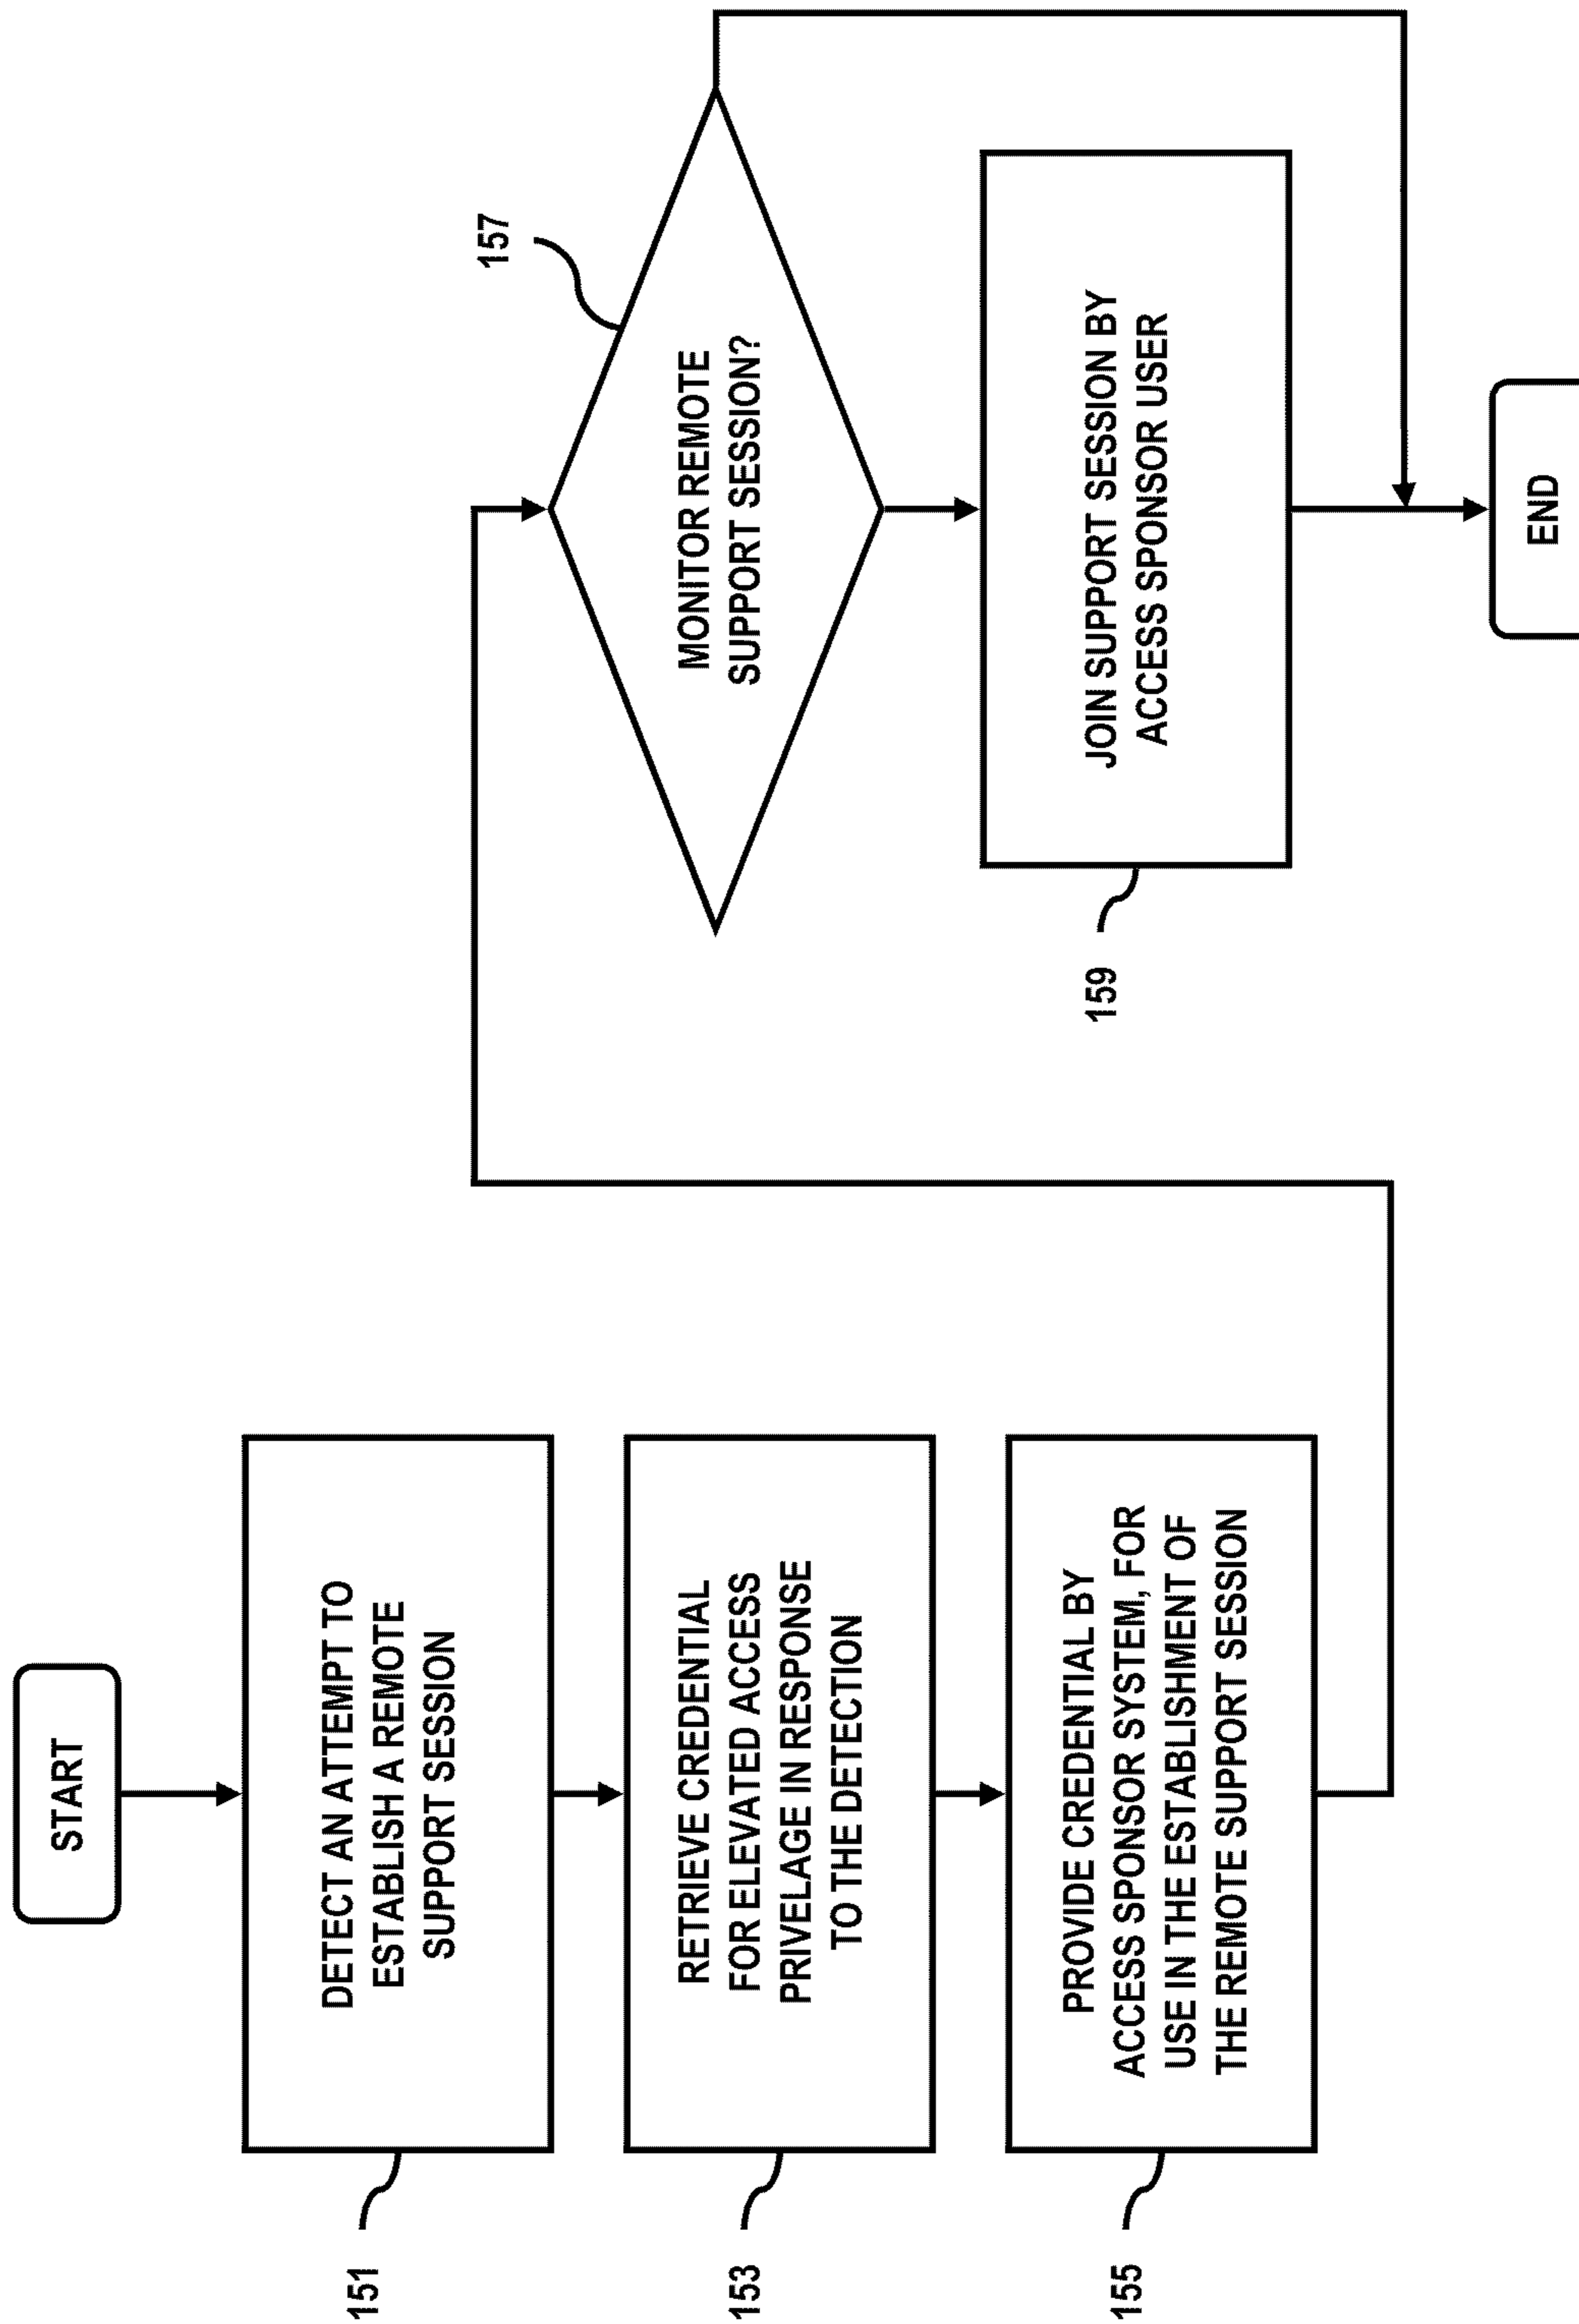 START
DETECT AN ATTEMPT TO
ESTABLISH A REMOTE
SUPPORT SESSION
151
RETRIEVE CREDENTIAL
FOR ELEVATED ACCESS
PRIVELAGE IN RESPONSE
TO THE DETECTION
153
PROVIDE CREDENTIAL BY
ACCESS SPONSOR SYSTEM, FOR
USE IN THE ESTABLISHMENT OF
THE REMOTE SUPPORT SESSION
155
MONITOR REMOTE
SUPPORT SESSION?
157
JOIN SUPPORT SESSION BY
ACCESS SPONSOR USER
159
END